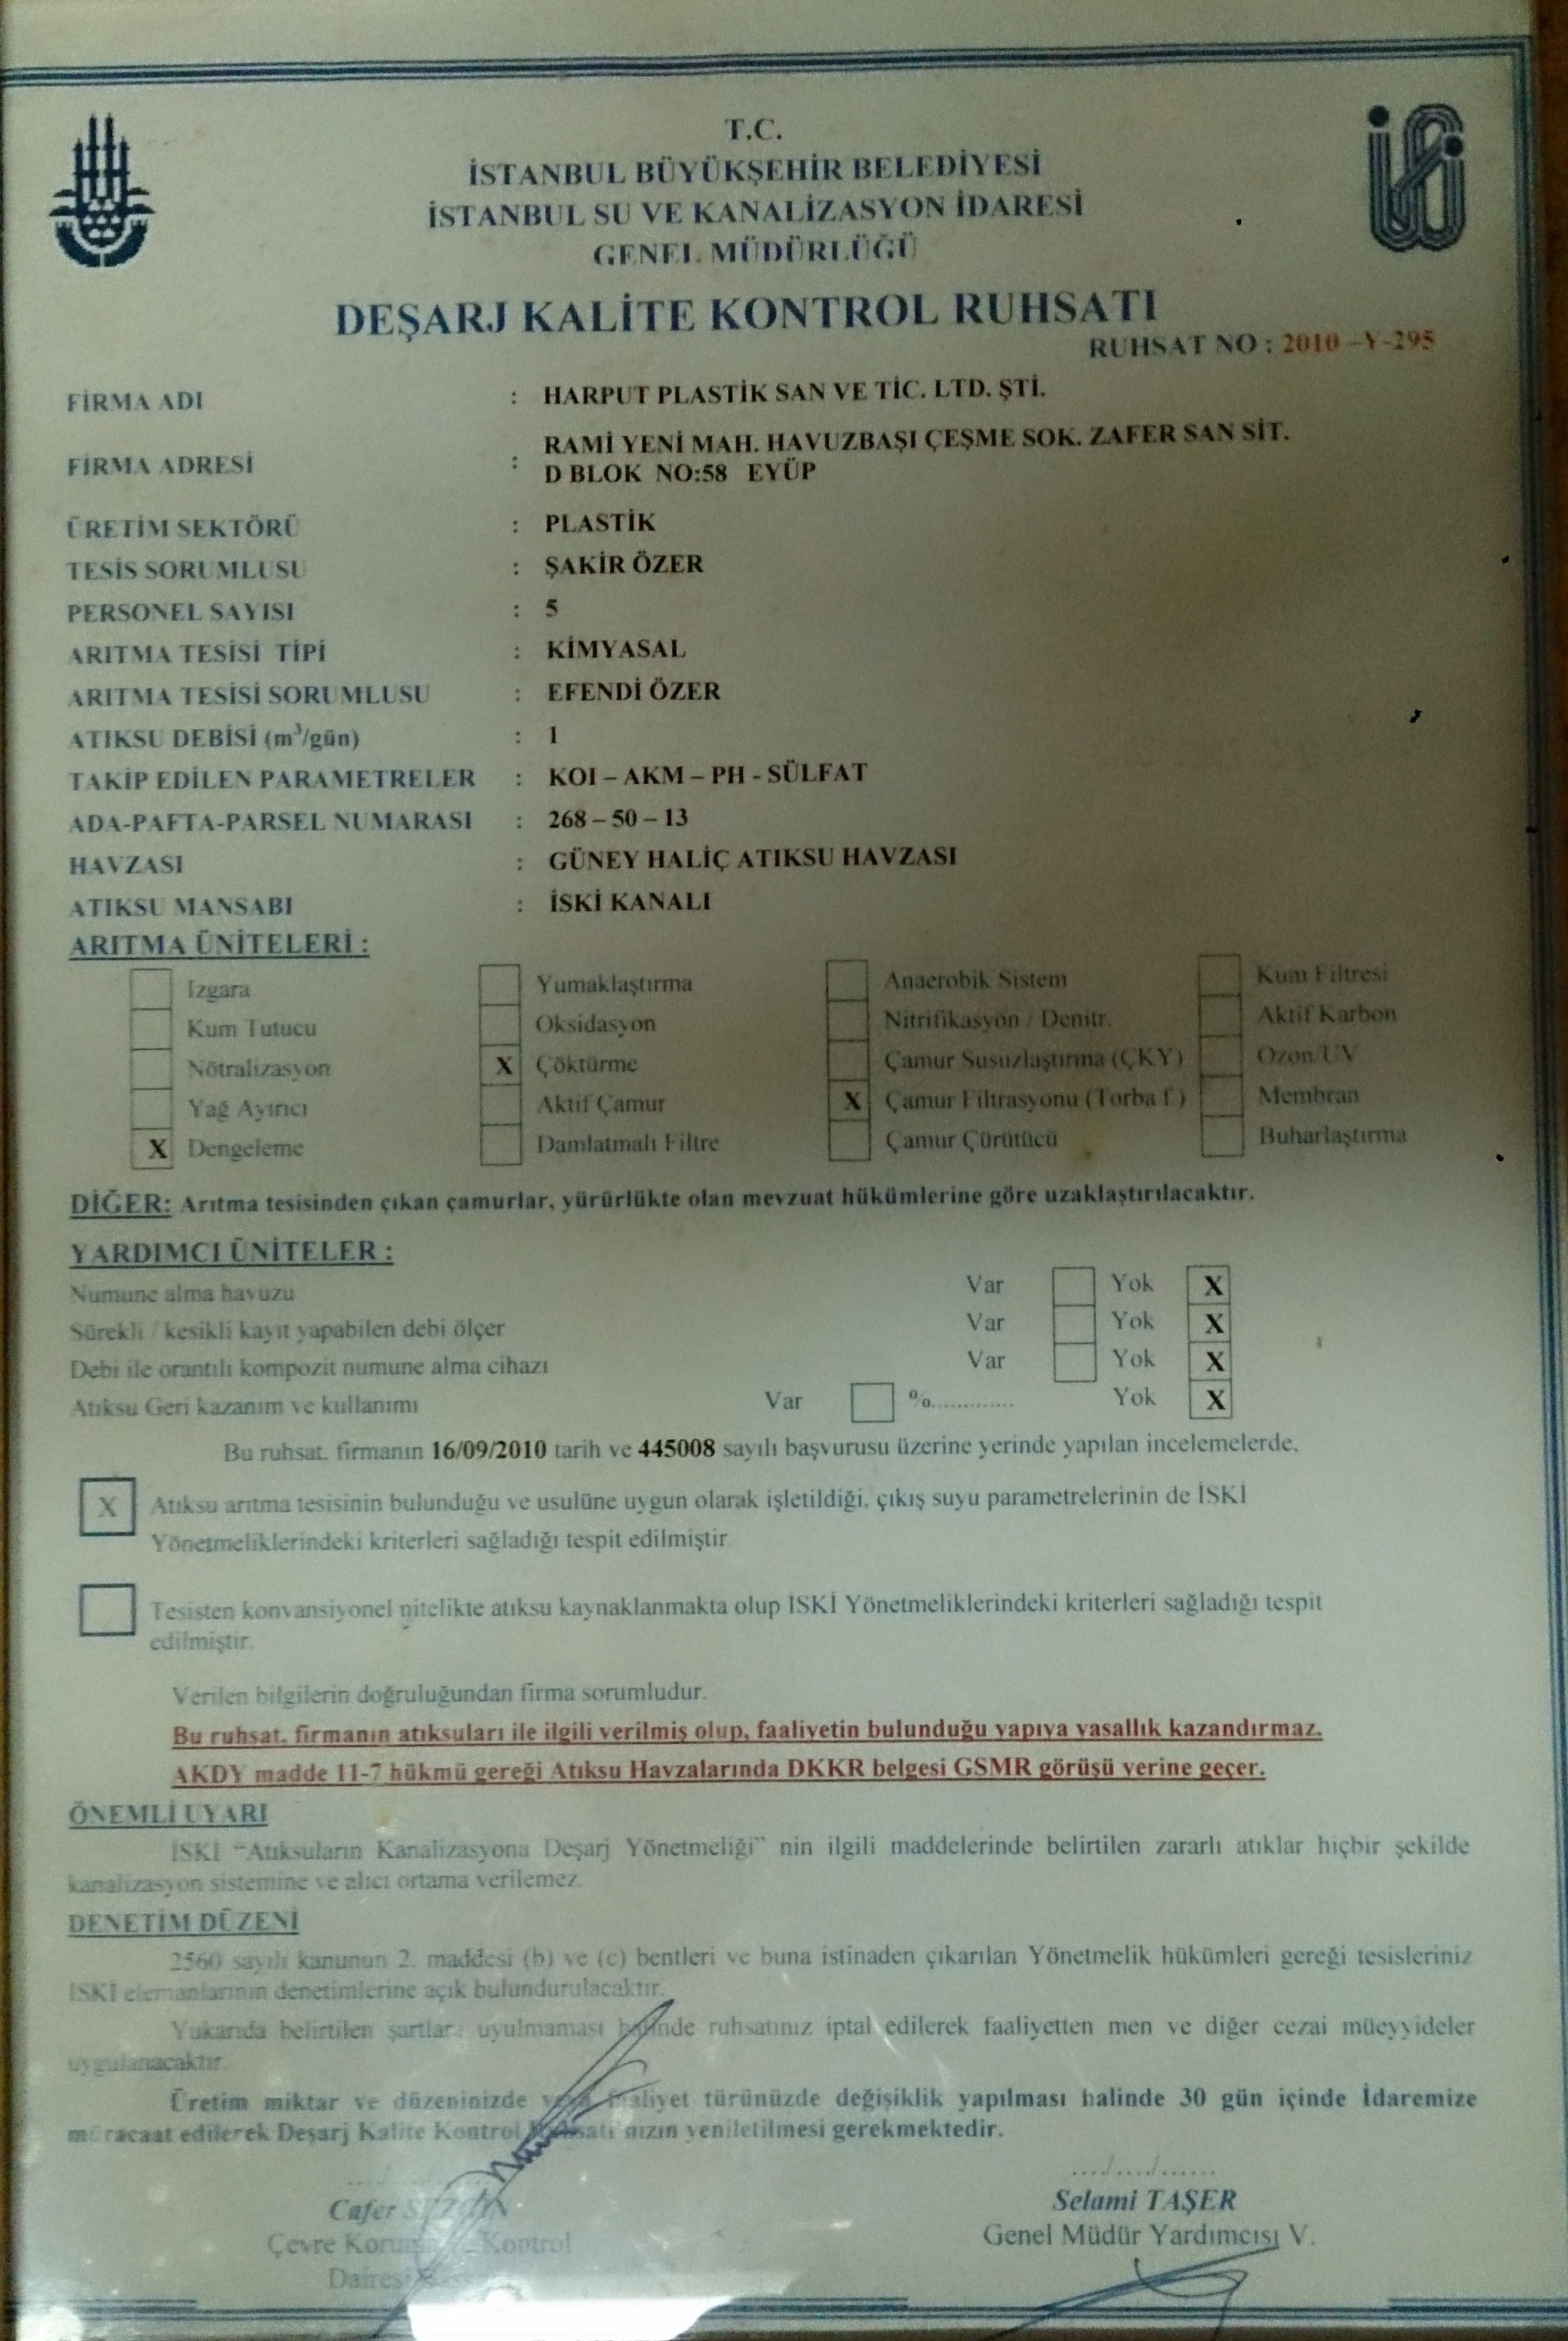 T.C.
İSTANBUL BÜYÜKŞEHİR BELEDİYESİ
İSTANBUL SU VE KANALİZASYON İDARESİ
GENEL MÜDÜRLÜĞÜ
DEŞARJ KALİTE KONTROL RUHSATI
RUHSAT NO : 2010 –Y-295
FİRMA ADI : HARPUT PLASTİK SAN VE TİC. LTD. ŞTİ.
FİRMA ADRESİ : RAMİ YENİ MAH. HAVUZBAŞI ÇEŞME SOK. ZAFER SAN SİT.
D BLOK NO:58 EYÜP
ÜRETİM SEKTÖRÜ : PLASTİK
TESİS SORUMLUSU : ŞAKİR ÖZER
PERSONEL SAYISI : 5
ARITMA TESİSİ TİPİ : KİMYASAL
ARITMA TESİSİ SORUMLUSU : EFENDİ ÖZER
ATIKSU DEBİSİ (m³/gün) : 1
TAKİP EDİLEN PARAMETRELER : KOI – AKM – PH - SÜLFAT
ADA-PAFTA-PARSEL NUMARASI : 268 – 50 – 13
HAVZASI : GÜNEY HALİÇ ATIKSU HAVZASI
ATIKSU MANSABI : İSKİ KANALI
ARITMA ÜNİTELERİ :
Izgara Yumaklaştırma Anaerobik Sistem Kum Filtresi
Kum Tutucu Oksidasyon Nitrifikasyon / Denitr. Aktif Karbon
Nötralizasyon X Çöktürme Çamur Susuzlaştırma (ÇKY) Ozon/UV
Yağ Ayırıcı Aktif Çamur X Çamur Filtrasyonu (Torba f.) Membran
X Dengeleme Damlatmalı Filtre Çamur Çürütücü Buharlaştırma
DİĞER: Arıtma tesisinden çıkan çamurlar, yürürlükte olan mevzuat hükümlerine göre uzaklaştırılacaktır.
YARDIMCI ÜNİTELER :
Numune alma havuzu Var Yok X
Sürekli / kesikli kayıt yapabilen debi ölçer Var Yok X
Debi ile orantılı kompozit numune alma cihazı Var Yok X
Atıksu Geri kazanım ve kullanımı Var %............. Yok X
Bu ruhsat, firmanın 16/09/2010 tarih ve 445008 sayılı başvurusu üzerine yerinde yapılan incelemelerde,
X Atıksu arıtma tesisinin bulunduğu ve usulüne uygun olarak işletildiği, çıkış suyu parametrelerinin de İSKİ
Yönetmeliklerindeki kriterleri sağladığı tespit edilmiştir.
Tesisten konvansiyonel nitelikte atıksu kaynaklanmakta olup İSKİ Yönetmeliklerindeki kriterleri sağladığı tespit
edilmiştir.
Verilen bilgilerin doğruluğundan firma sorumludur.
Bu ruhsat, firmanın atıksuları ile ilgili verilmiş olup, faaliyetin bulunduğu yapıya yasallık kazandırmaz.
AKDY madde 11-7 hükmü gereği Atıksu Havzalarında DKKR belgesi GSMR görüşü yerine geçer.
ÖNEMLİ UYARI
İSKİ “Atıksuların Kanalizasyona Deşarj Yönetmeliği” nin ilgili maddelerinde belirtilen zararlı atıklar hiçbir şekilde
kanalizasyon sistemine ve alıcı ortama verilemez.
DENETİM DÜZENİ
2560 sayılı kanunun 2. maddesi (b) ve (c) bentleri ve buna istinaden çıkarılan Yönetmelik hükümleri gereği tesisleriniz
İSKİ elemanlarının denetimlerine açık bulundurulacaktır.
Yukarıda belirtilen şartlara uyulmaması halinde ruhsatınız iptal edilerek faaliyetten men ve diğer cezai müeyyideler
uygulanacaktır.
Üretim miktar ve düzeninizde veya faaliyet türünüzde değişiklik yapılması halinde 30 gün içinde İdaremize
müracaat edilerek Deşarj Kalite Kontrol Ruhsatı'nızın yeniletilmesi gerekmektedir.
...../......./.......
Cafer Selami TAŞER
Çevre Koruma Kontrol Genel Müdür Yardımcısı V.
Dairesi